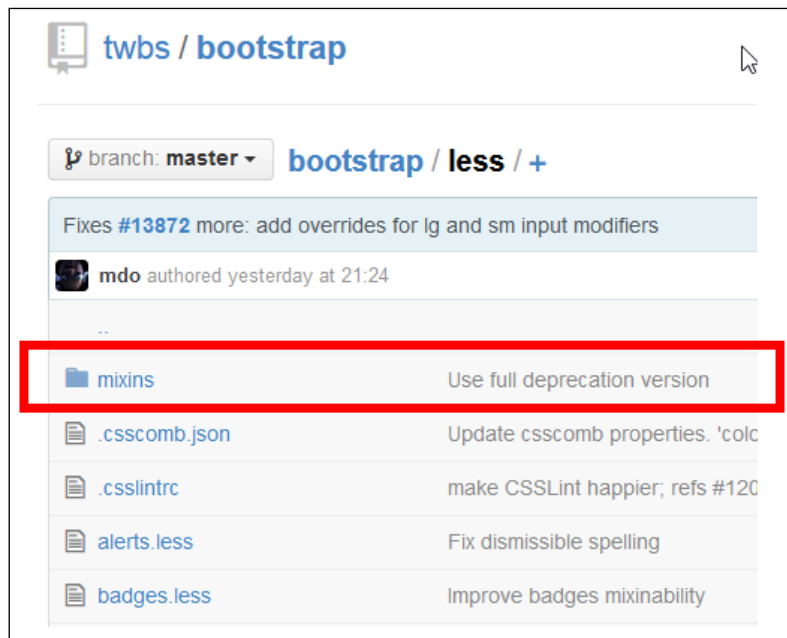 twbs / bootstrap
branch: master
bootstrap / less / +
Fixes #13872 more: add overrides for lg and sm input modifiers
mdo authored yesterday at 21:24
..
mixins Use full deprecation version
.csscomb.json Update csscomb properties. 'colo
.csslintrc make CSSLint happier; refs #120
alerts.less Fix dismissible spelling
badges.less Improve badges mixinability